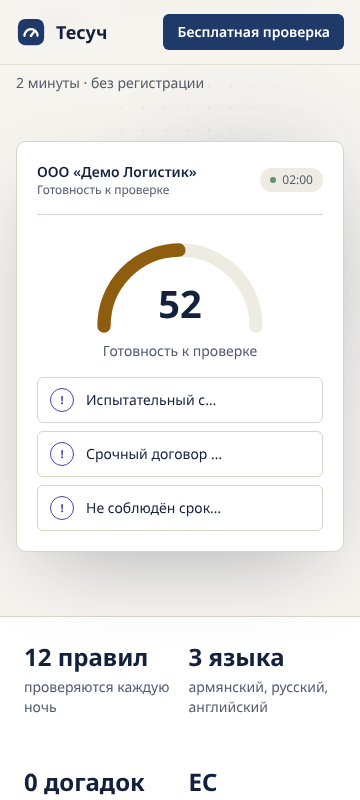 Тесуч
Бесплатная проверка
2 минуты · без регистрации
ООО «Демо Логистик»
Готовность к проверке
02:00
52
Готовность к проверке
! Испытательный с...
! Срочный договор ...
! Не соблюдён срок...
12 правил
проверяются каждую
ночь
3 языка
армянский, русский,
английский
0 догадок
ЕС